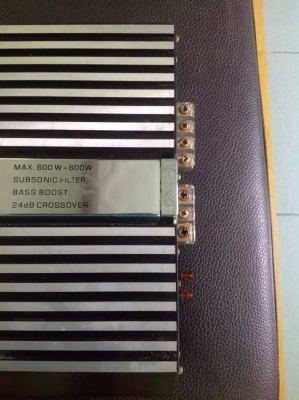 MAX. 600W+600W
SUBSONIC FILTER
BASS BOOST
24dB CROSSOVER